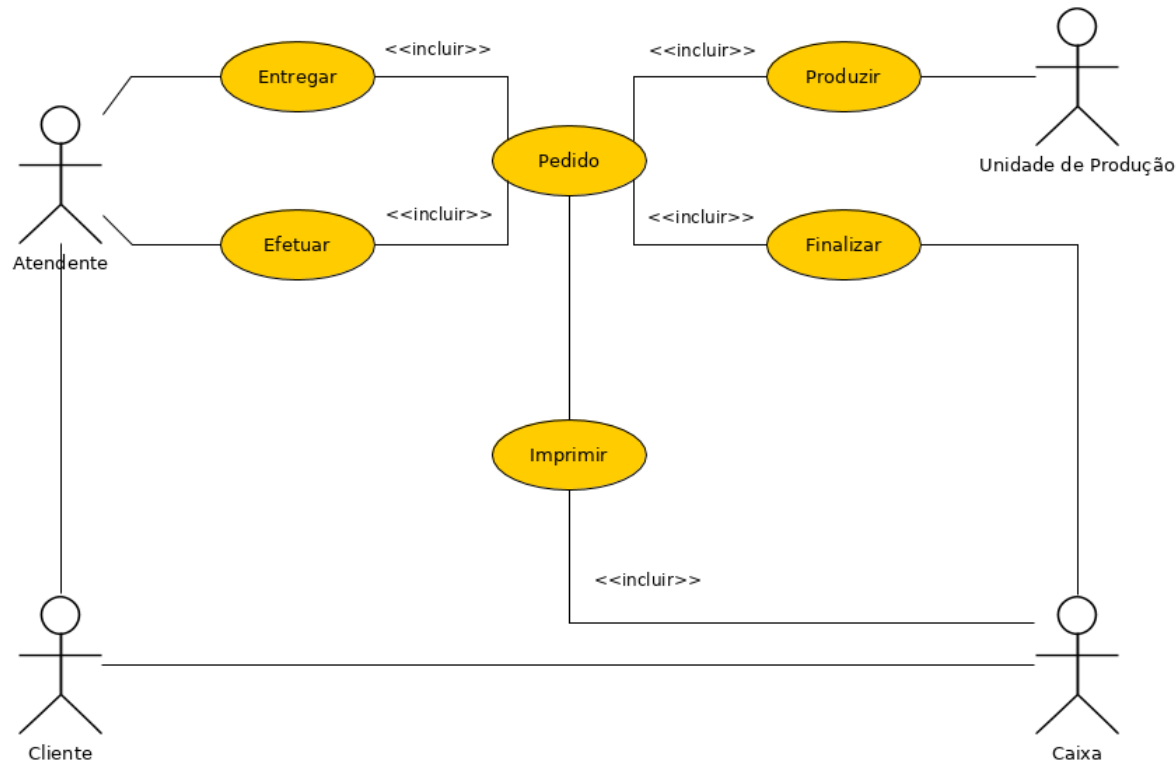 <<incluir>>
<<incluir>>
Entregar
Produzir
Pedido
Unidade de Produção
<<incluir>>
<<incluir>>
Efetuar
Finalizar
Atendente
Imprimir
<<incluir>>
Cliente
Caixa